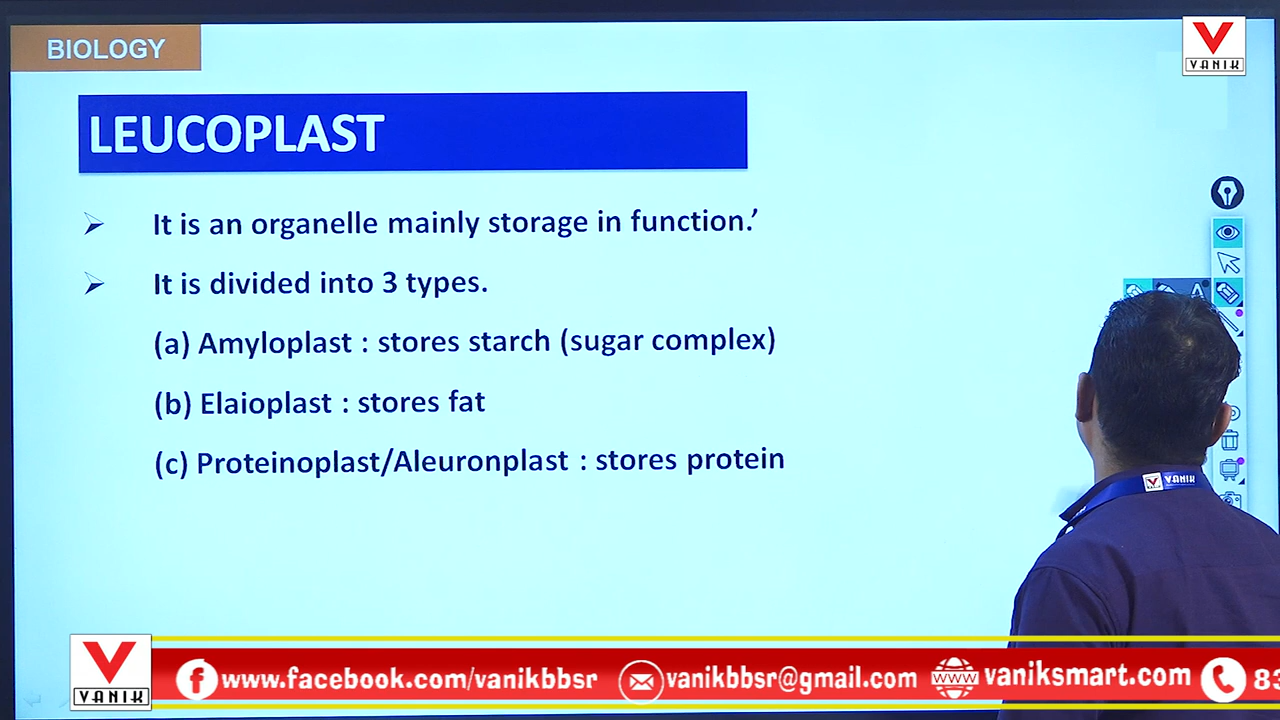 BIOLOGY
VANIK
LEUCOPLAST
➢ It is an organelle mainly storage in function.’
➢ It is divided into 3 types.
(a) Amyloplast : stores starch (sugar complex)
(b) Elaioplast : stores fat
(c) Proteinoplast/Aleuronplast : stores protein
VANIK
VANIK
www.facebook.com/vanikbbsr
vanikbbsr@gmail.com
www
vaniksmart.com
83